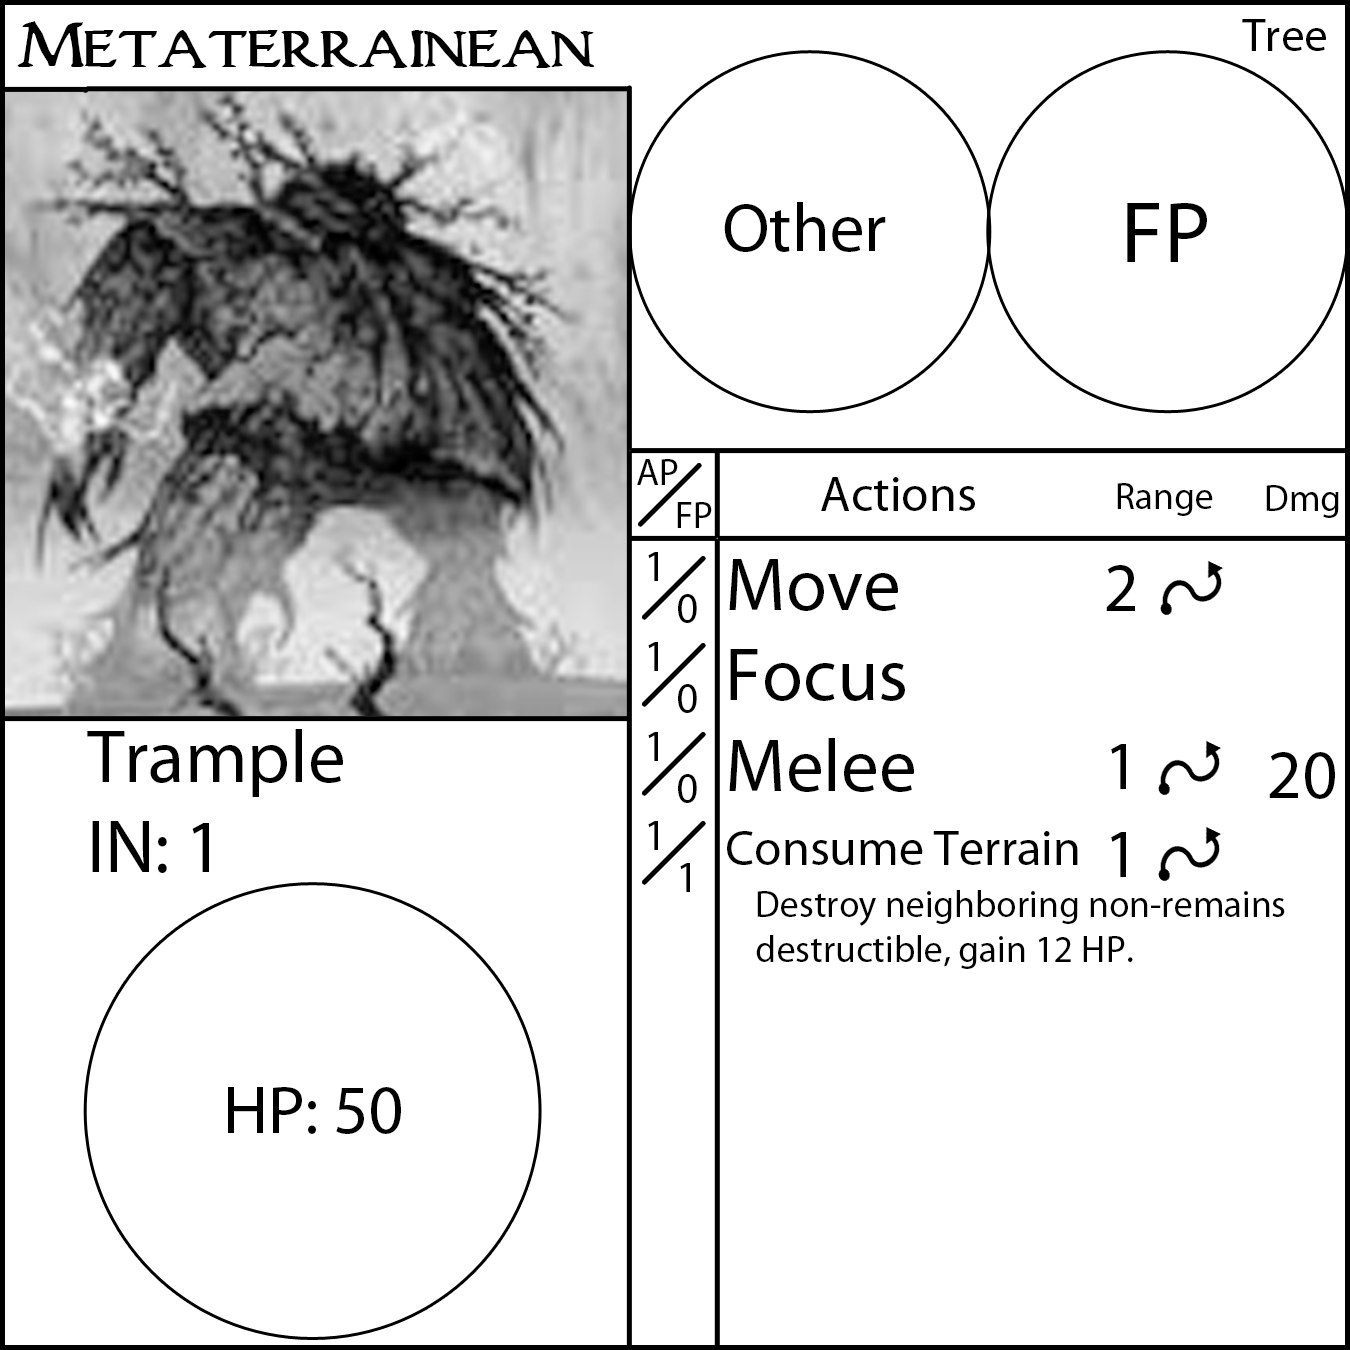 METATERRAINEAN
Tree
Other
FP
AP/FP Actions Range Dmg
1/0 Move 2
1/0 Focus
1/0 Melee 1 20
1/1 Consume Terrain 1
Destroy neighboring non-remains
destructible, gain 12 HP.
Trample
IN: 1
HP: 50